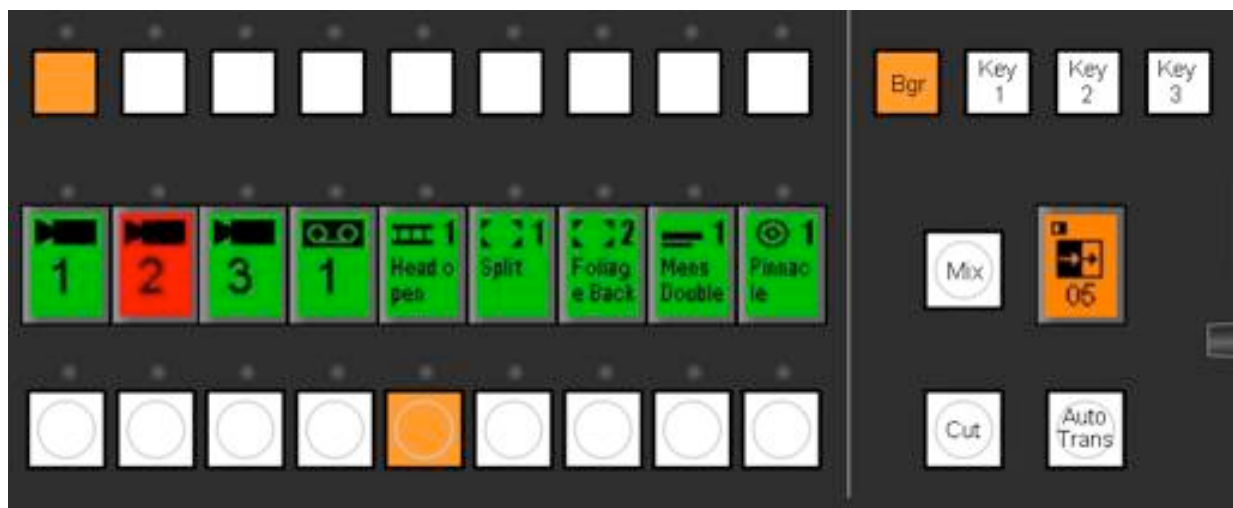 Bgr
Key
1
Key
2
Key
3
1
2
3
1
1
Head o
pen
1
Split
2
Foliag
e Back
1
Mens
Double
1
Pinnac
le
Mix
05
Cut
Auto
Trans